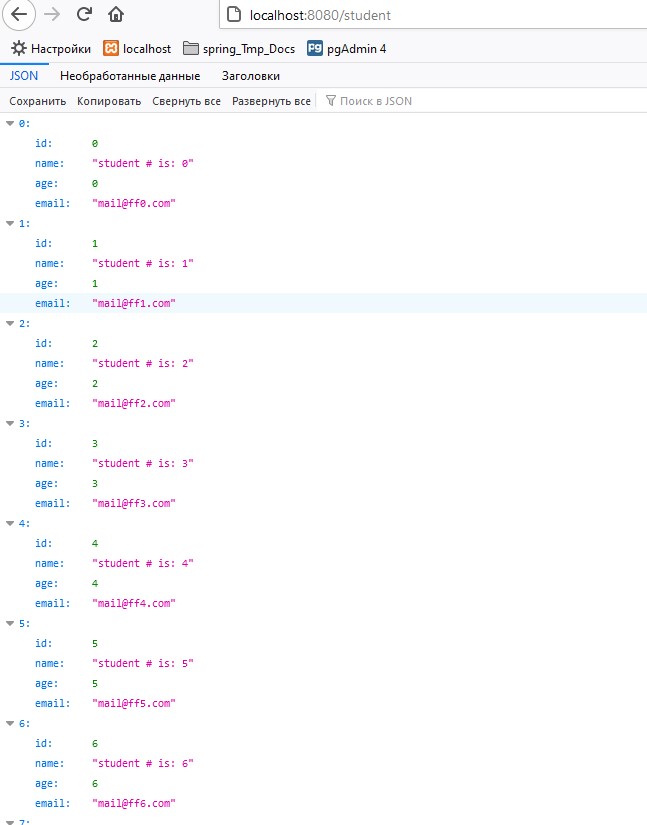 localhost:8080/student
Настройки localhost spring_Tmp_Docs pgAdmin 4
JSON Необработанные данные Заголовки
Сохранить Копировать Свернуть все Развернуть все Поиск в JSON
0:
id: 0
name: "student # is: 0"
age: 0
email: "mail@ff0.com"
1:
id: 1
name: "student # is: 1"
age: 1
email: "mail@ff1.com"
2:
id: 2
name: "student # is: 2"
age: 2
email: "mail@ff2.com"
3:
id: 3
name: "student # is: 3"
age: 3
email: "mail@ff3.com"
4:
id: 4
name: "student # is: 4"
age: 4
email: "mail@ff4.com"
5:
id: 5
name: "student # is: 5"
age: 5
email: "mail@ff5.com"
6:
id: 6
name: "student # is: 6"
age: 6
email: "mail@ff6.com"
7: